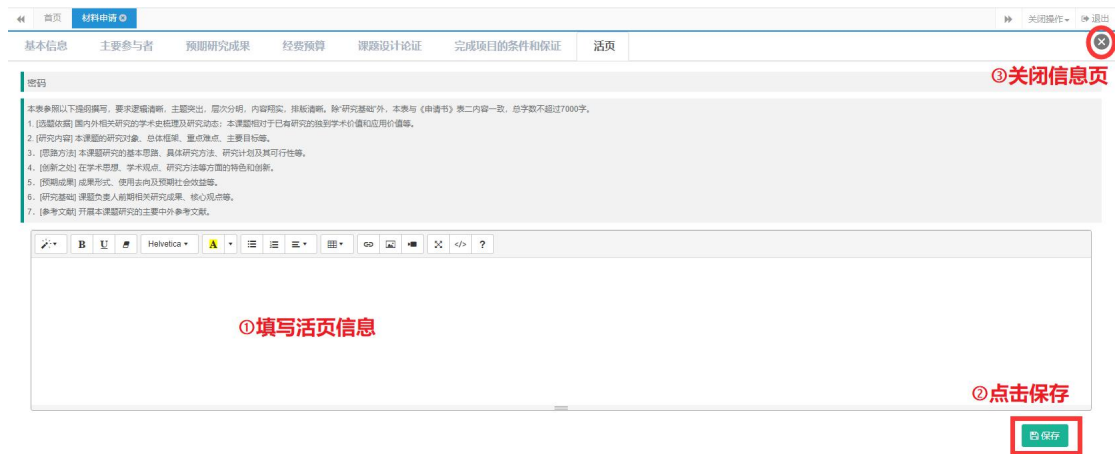 首页 材料申请 关闭操作 退出
基本信息 主要参与者 预期研究成果 经费预算 课题设计论证 完成项目的条件和保证 活页
③关闭信息页
密码
本表参照以下提纲撰写，要求逻辑清晰，主题突出，层次分明，内容翔实，排版清晰。除“研究基础”外，本表与《申请书》表二内容一致，总字数不超过7000字。
1. [选题依据] 国内外相关研究的学术史梳理及研究动态；本课题相对于已有研究的独到学术价值和应用价值等。
2. [研究内容] 本课题的研究对象、总体框架、重点难点、主要目标等。
3. [思路方法] 本课题研究的基本思路、具体研究方法、研究计划及其可行性等。
4. [创新之处] 在学术思想、学术观点、研究方法等方面的特色和创新。
5. [预期成果] 成果形式、使用去向及预期社会效益等。
6. [研究基础] 课题负责人前期相关研究成果、核心观点等。
7. [参考文献] 开展本课题研究的主要中外参考文献。
B U Helvetica A </> ?
①填写活页信息
②点击保存
保存